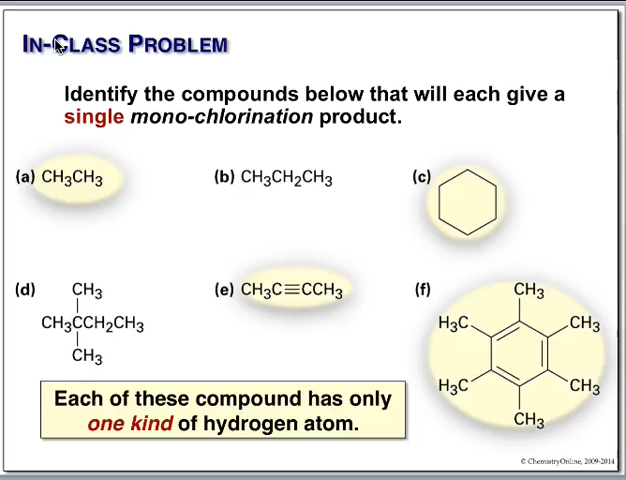 IN-CLASS PROBLEM
Identify the compounds below that will each give a
single mono-chlorination product.
(a) CH₃CH₃
(b) CH₃CH₂CH₃
(c)
(d) CH₃
CH₃CCH₂CH₃
CH₃
(e) CH₃C≡CCH₃
(f) CH₃
H₃C CH₃
H₃C CH₃
CH₃
Each of these compound has only
one kind of hydrogen atom.
© ChemistryOnline, 2009-2014